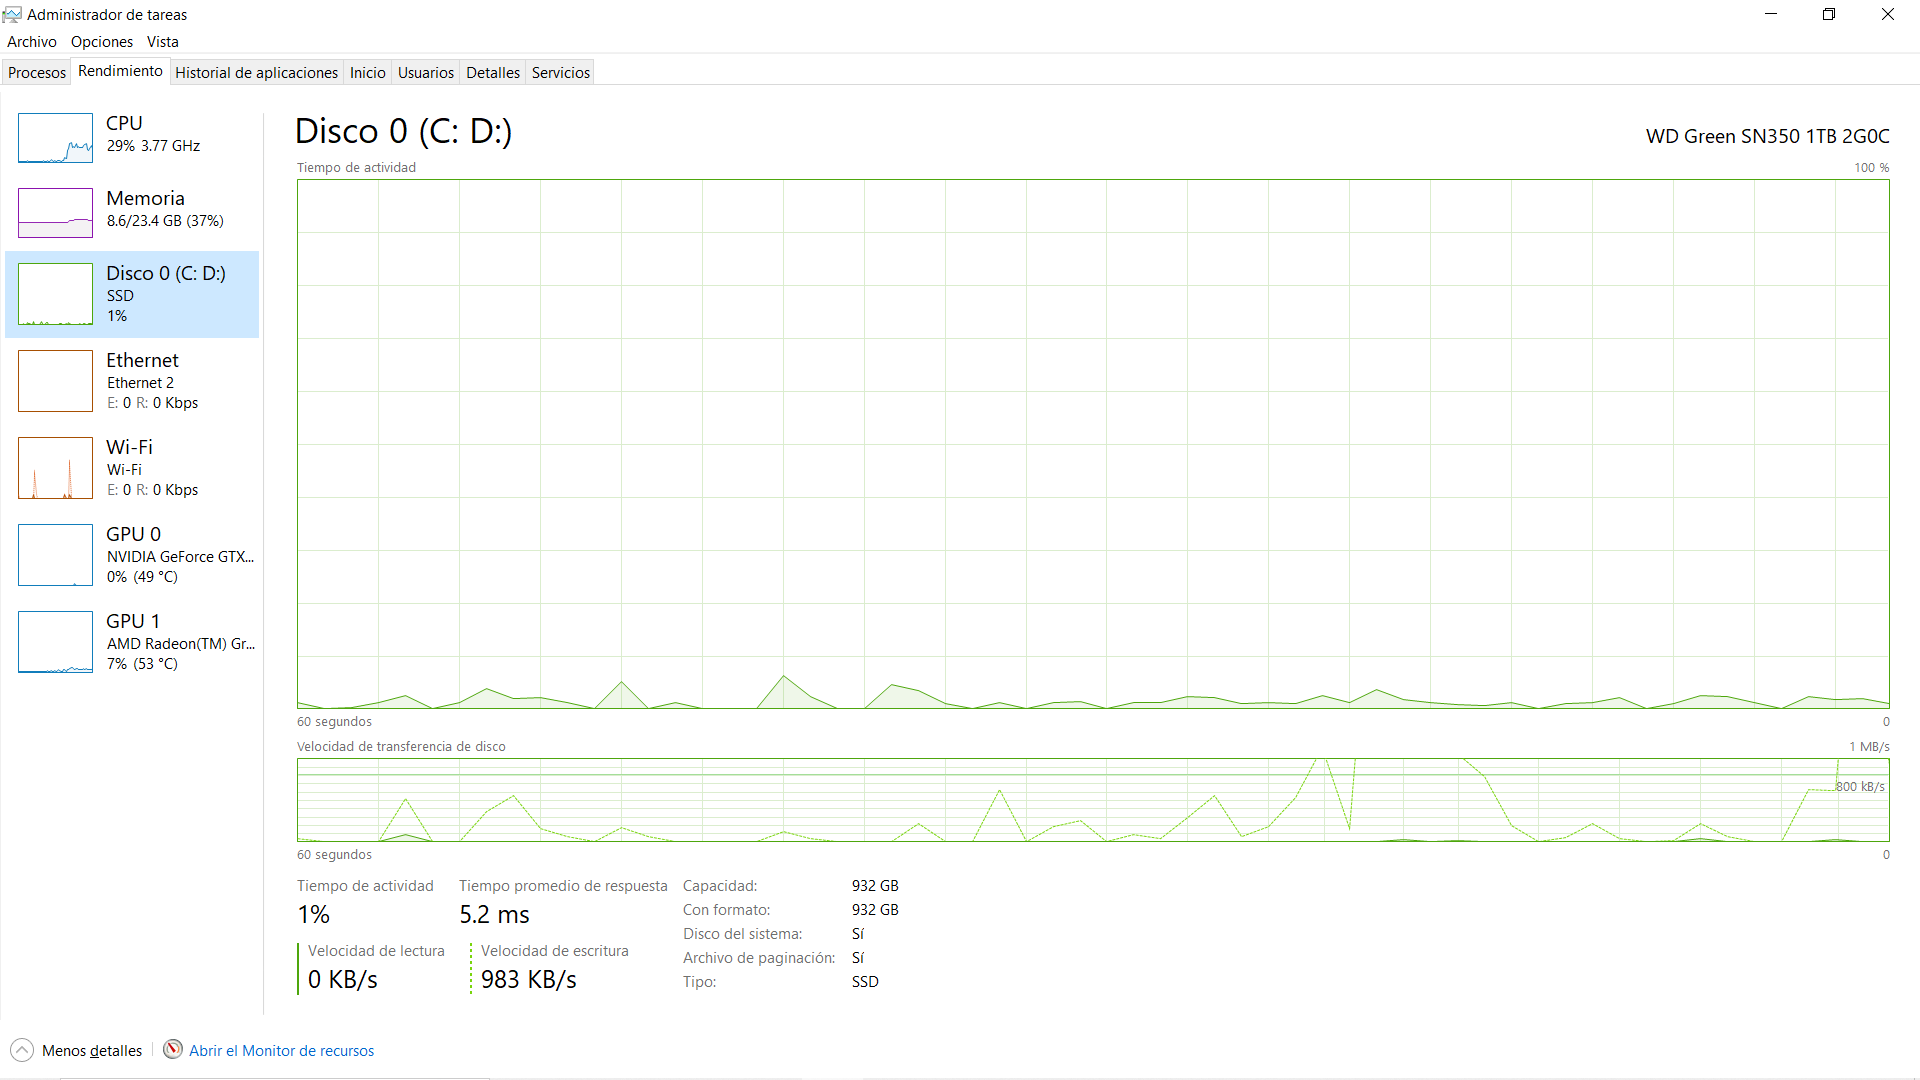 Administrador de tareas
Archivo Opciones Vista
Procesos Rendimiento Historial de aplicaciones Inicio Usuarios Detalles Servicios
CPU
29% 3.77 GHz
Memoria
8.6/23.4 GB (37%)
Disco 0 (C: D:)
SSD
1%
Ethernet
Ethernet 2
E: 0 R: 0 Kbps
Wi-Fi
Wi-Fi
E: 0 R: 0 Kbps
GPU 0
NVIDIA GeForce GTX...
0% (49 °C)
GPU 1
AMD Radeon(TM) Gr...
7% (53 °C)
Disco 0 (C: D:)
WD Green SN350 1TB 2G0C
Tiempo de actividad
100 %
60 segundos
0
Velocidad de transferencia de disco
1 MB/s
800 kB/s
60 segundos
0
Tiempo de actividad
1%
Tiempo promedio de respuesta
5.2 ms
Velocidad de lectura
0 KB/s
Velocidad de escritura
983 KB/s
Capacidad: 932 GB
Con formato: 932 GB
Disco del sistema: Sí
Archivo de paginación: Sí
Tipo: SSD
Menos detalles
Abrir el Monitor de recursos